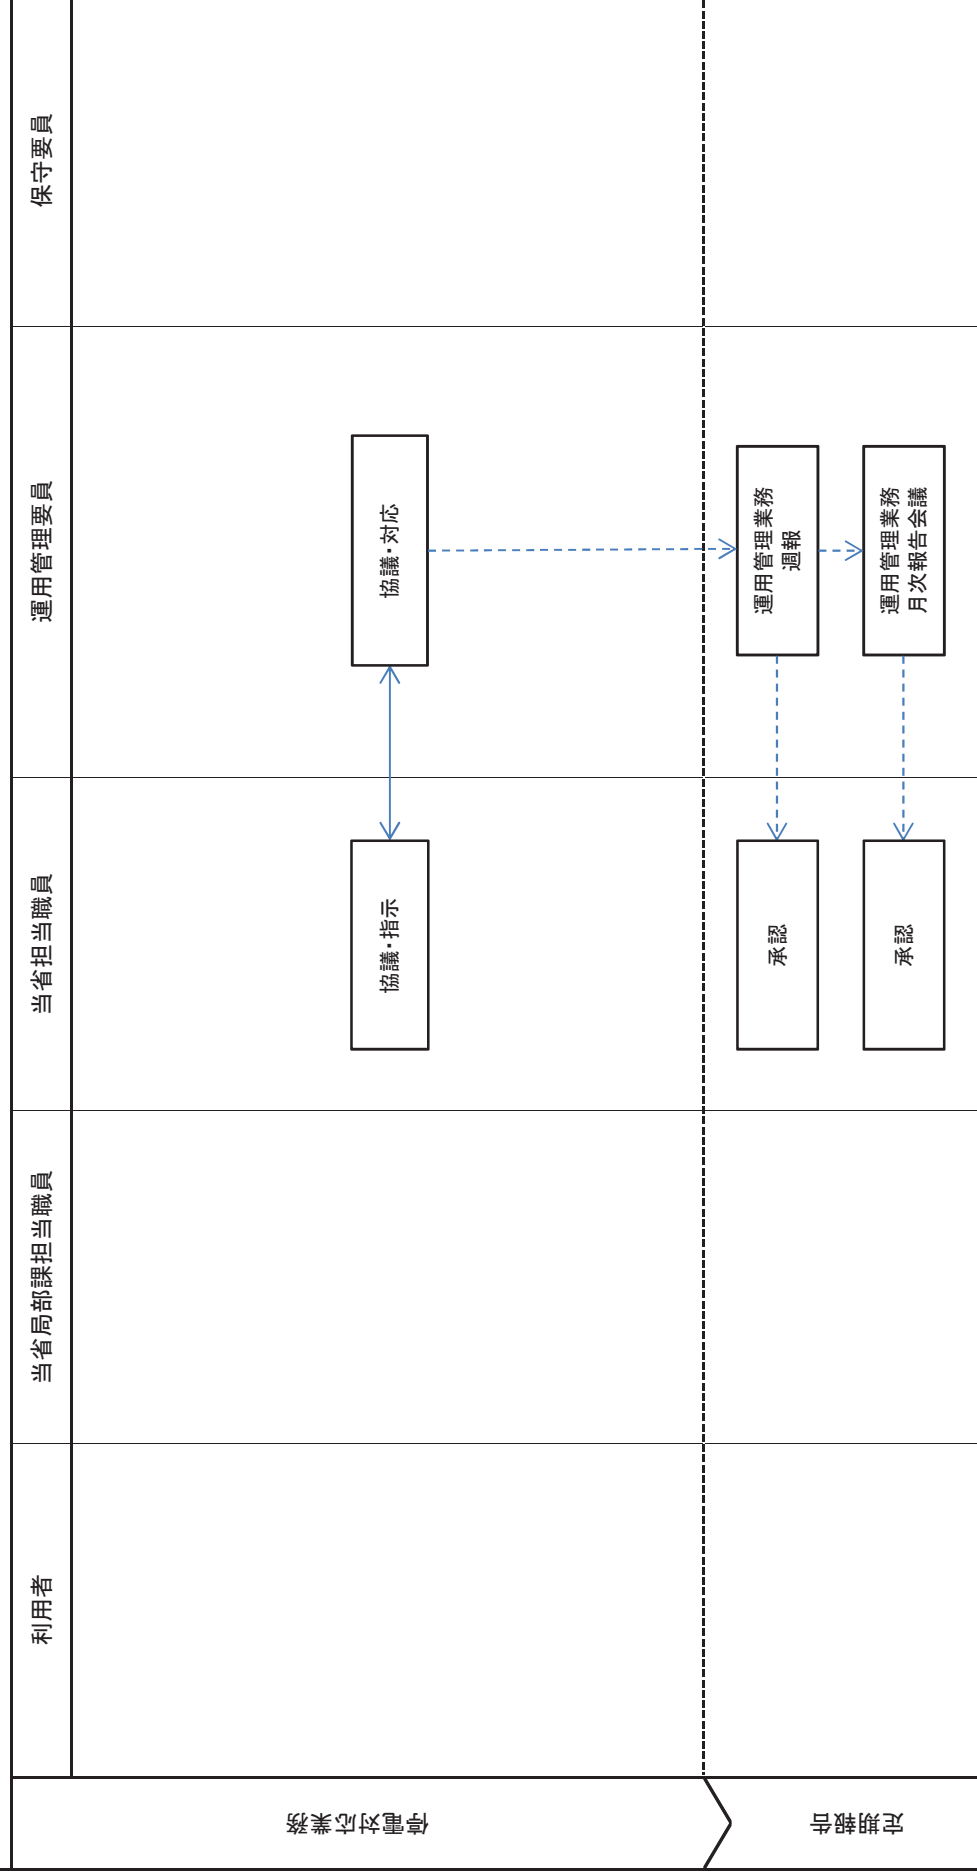 利用者
当省局部課担当職員
当省担当職員
運用管理要員
保守要員
停電対応業務
協議・指示
協議・対応
定期報告
承認
運用管理業務
週報
承認
運用管理業務
月次報告会議